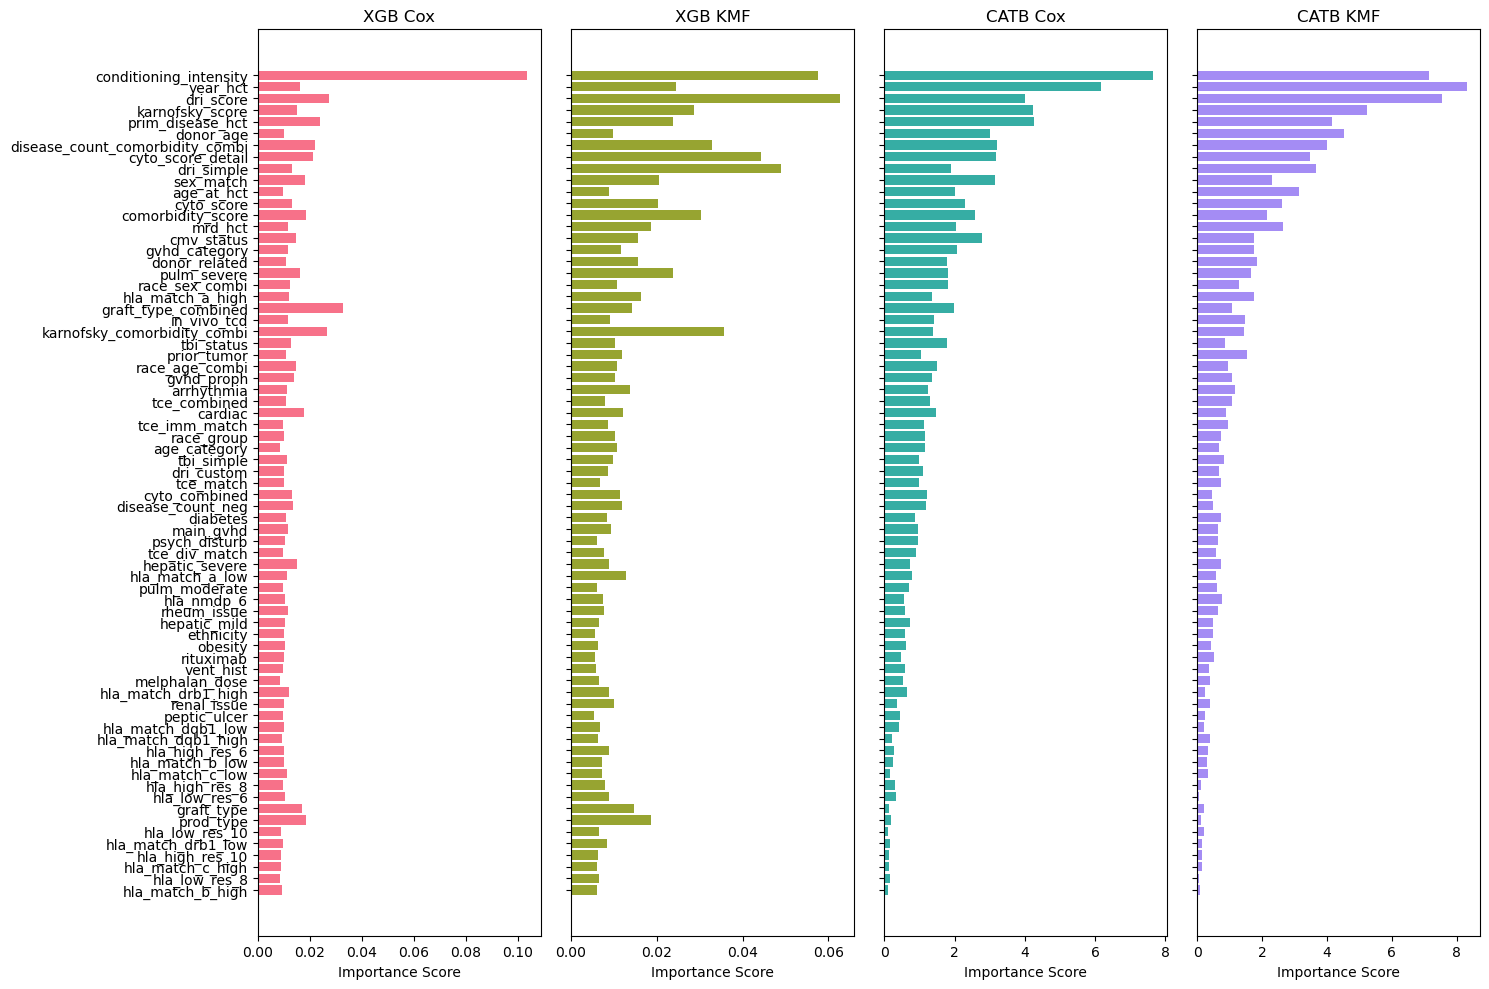 XGB Cox
XGB KMF
CATB Cox
CATB KMF
conditioning_intensity
year_hct
dri_score
karnofsky_score
prim_disease_hct
donor_age
disease_count_comorbidity_combi
cyto_score_detail
dri_simple
sex_match
age_at_hct
cyto_score
comorbidity_score
mrd_hct
cmv_status
gvhd_category
donor_related
pulm_severe
race_sex_combi
hla_match_a_high
graft_type_combined
in_vivo_tcd
karnofsky_comorbidity_combi
tbi_status
prior_tumor
race_age_combi
gvhd_proph
arrhythmia
tce_combined
cardiac
tce_imm_match
race_group
age_category
tbi_simple
dri_custom
tce_match
cyto_combined
disease_count_neg
diabetes
main_gvhd
psych_disturb
tce_div_match
hepatic_severe
hla_match_a_low
pulm_moderate
hla_nmdp_6
rheum_issue
hepatic_mild
ethnicity
obesity
rituximab
vent_hist
melphalan_dose
hla_match_drb1_high
renal_issue
peptic_ulcer
hla_match_dqb1_low
hla_match_dqb1_high
hla_high_res_6
hla_match_b_low
hla_match_c_low
hla_high_res_8
hla_low_res_6
graft_type
prod_type
hla_low_res_10
hla_match_drb1_low
hla_high_res_10
hla_match_c_high
hla_low_res_8
hla_match_b_high
0.00 0.02 0.04 0.06 0.08 0.10
0.00 0.02 0.04 0.06
0 2 4 6 8
0 2 4 6 8
Importance Score
Importance Score
Importance Score
Importance Score